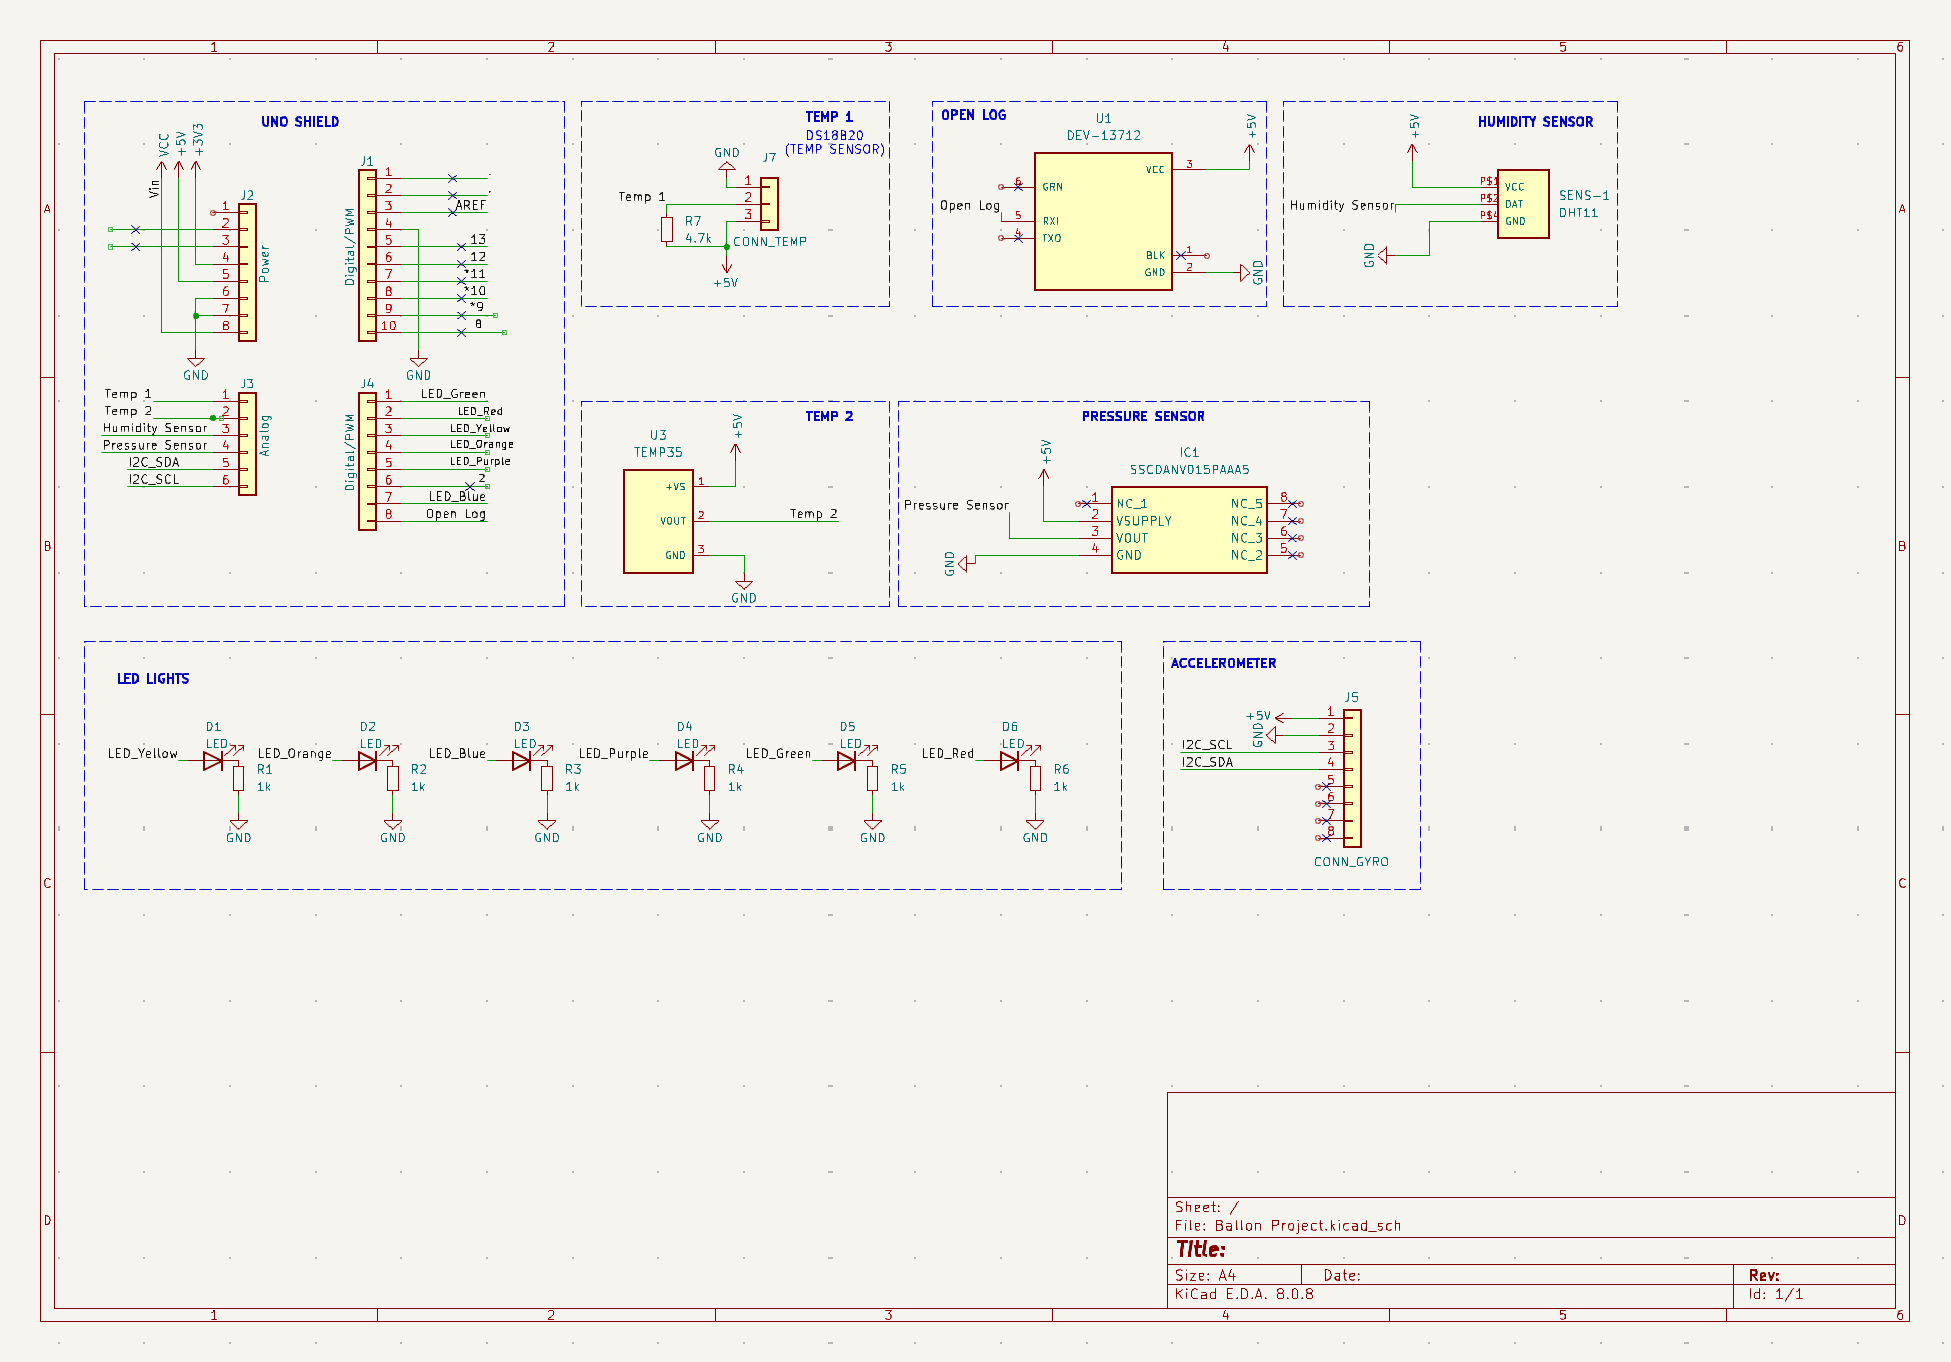 1 2 3 4 5 6
A
B
C
D
UNO SHIELD
VCC
+5V
+3V3
Vin
J2
1
2
3
4
5
6
7
8
Power
GND
J1
1
2
3 AREF
4
5 13
6 12
7 *11
8 *10
9 *9
10 8
Digital/PWM
GND
J3
Temp 1 1
Temp 2 2
Humidity Sensor 3
Pressure Sensor 4
I2C_SDA 5
I2C_SCL 6
Analog
J4
1 LED_Green
2 LED_Red
3 LED_Yellow
4 LED_Orange
5 LED_Purple
6 2
7 LED_Blue
8 Open Log
Digital/PWM
TEMP 1
DS18B20
(TEMP SENSOR)
GND
J7
1
2
3
Temp 1
R7
4.7k
CONN_TEMP
+5V
OPEN LOG
U1
DEV-13712
+5V
VCC 3
6 GRN
Open Log
5 RXI
4 TXO
BLK 1
GND 2
GND
HUMIDITY SENSOR
+5V
P$1 VCC
P$2 DAT
P$4 GND
Humidity Sensor
SENS-1
DHT11
GND
TEMP 2
U3
TEMP35
+5V
+VS 1
VOUT 2
Temp 2
GND 3
GND
PRESSURE SENSOR
+5V
IC1
SSCDANV015PAAA5
Pressure Sensor
1 NC_1 NC_5 8
2 VSUPPLY NC_4 7
3 VOUT NC_3 6
4 GND NC_2 5
GND
LED LIGHTS
D1
LED
LED_Yellow
R1
1k
GND
D2
LED
LED_Orange
R2
1k
GND
D3
LED
LED_Blue
R3
1k
GND
D4
LED
LED_Purple
R4
1k
GND
D5
LED
LED_Green
R5
1k
GND
D6
LED
LED_Red
R6
1k
GND
ACCELEROMETER
J5
+5V 1
GND 2
I2C_SCL 3
I2C_SDA 4
5
6
7
8
CONN_GYRO
A
B
C
D
Sheet: /
File: Ballon Project.kicad_sch
Title:
Size: A4 Date: Rev:
KiCad E.D.A. 8.0.8 Id: 1/1
1 2 3 4 5 6